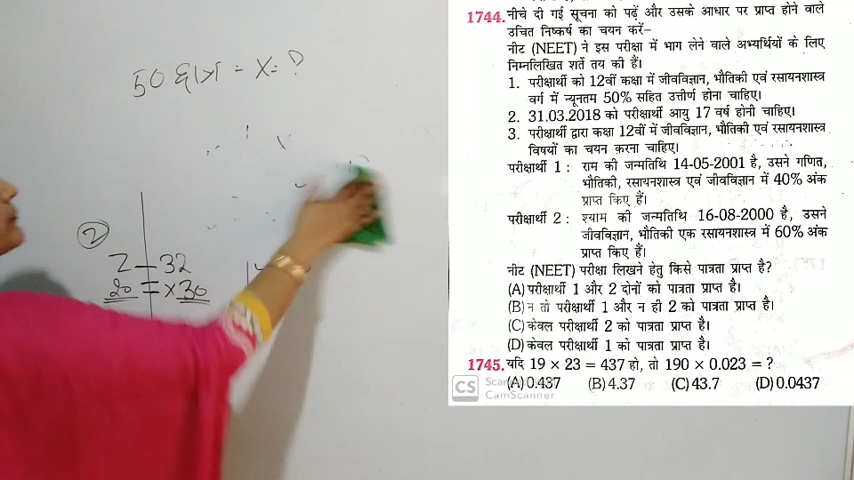 50 छात्र = x = ?
2
2 — 32
20 = x 30
1744. नीचे दी गई सूचना को पढ़ें और उसके आधार पर प्राप्त होने वाले
उचित निष्कर्ष का चयन करें–
नीट (NEET) ने इस परीक्षा में भाग लेने वाले अभ्यर्थियों के लिए
निम्नलिखित शर्ते तय की हैं।
1. परीक्षार्थी को 12वीं कक्षा में जीवविज्ञान, भौतिकी एवं रसायनशास्त्र
वर्ग में न्यूनतम 50% सहित उत्तीर्ण होना चाहिए।
2. 31.03.2018 को परीक्षार्थी आयु 17 वर्ष होनी चाहिए।
3. परीक्षार्थी द्वारा कक्षा 12वीं में जीवविज्ञान, भौतिकी एवं रसायनशास्त्र
विषयों का चयन करना चाहिए।
परीक्षार्थी 1 : राम की जन्मतिथि 14-05-2001 है, उसने गणित,
भौतिकी, रसायनशास्त्र एवं जीवविज्ञान में 40% अंक
प्राप्त किए हैं।
परीक्षार्थी 2 : श्याम की जन्मतिथि 16-08-2000 है, उसने
जीवविज्ञान, भौतिकी एक रसायनशास्त्र में 60% अंक
प्राप्त किए हैं।
नीट (NEET) परीक्षा लिखने हेतु किसे पात्रता प्राप्त है?
(A) परीक्षार्थी 1 और 2 दोनों को पात्रता प्राप्त है।
(B) न तो परीक्षार्थी 1 और न ही 2 को पात्रता प्राप्त है।
(C) केवल परीक्षार्थी 2 को पात्रता प्राप्त है।
(D) केवल परीक्षार्थी 1 को पात्रता प्राप्त है।
1745. यदि 19 × 23 = 437 हो, तो 190 × 0.023 = ?
(A) 0.437 (B) 4.37 (C) 43.7 (D) 0.0437
CS Scanned
CamScanner